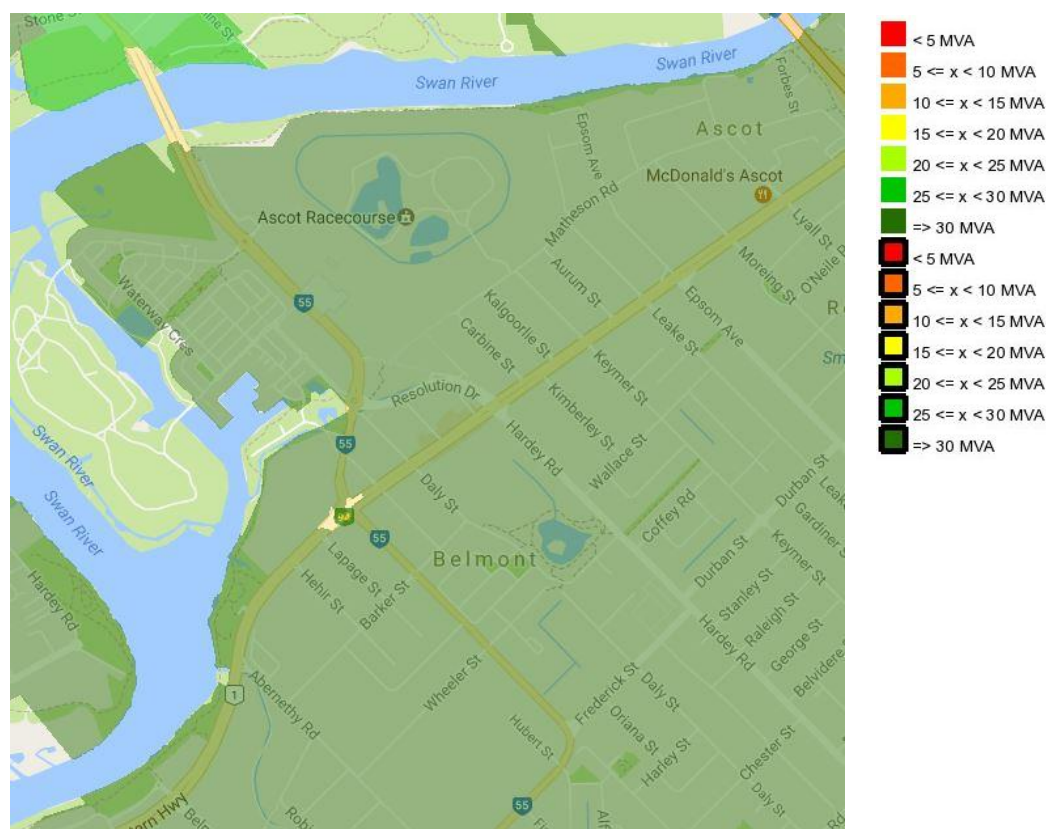 Stone St
Swan River
Swan River
Forbes St
Ascot
Epsom Ave
McDonald's Ascot
Matheson Rd
Ascot Racecourse
Lyall St
Moreing St
O'Neile
Aurum St
Waterway Cres
55
Kalgoorlie St
Epsom Ave
Leake St
Carbine St
Keymer St
Resolution Dr
Kimberley St
Hardey Rd
Wallace St
55
Swan River
Daly St
Durban St
Coffey Rd
Gardiner S
Swan River
55
Belmont
Keymer St
Durban St
Lapage St
Hehir St
Barker St
Stanley St
Raleigh St
Hardey Rd
George St
Hardey Rd
Belvidere
Wheeler St
Abernethy Rd
1
Frederick St
Daly St
Oriana St
Hubert St
Harley St
Chester St
Daly St
55
ern Hwy
< 5 MVA
5 <= x < 10 MVA
10 <= x < 15 MVA
15 <= x < 20 MVA
20 <= x < 25 MVA
25 <= x < 30 MVA
=> 30 MVA
< 5 MVA
5 <= x < 10 MVA
10 <= x < 15 MVA
15 <= x < 20 MVA
20 <= x < 25 MVA
25 <= x < 30 MVA
=> 30 MVA